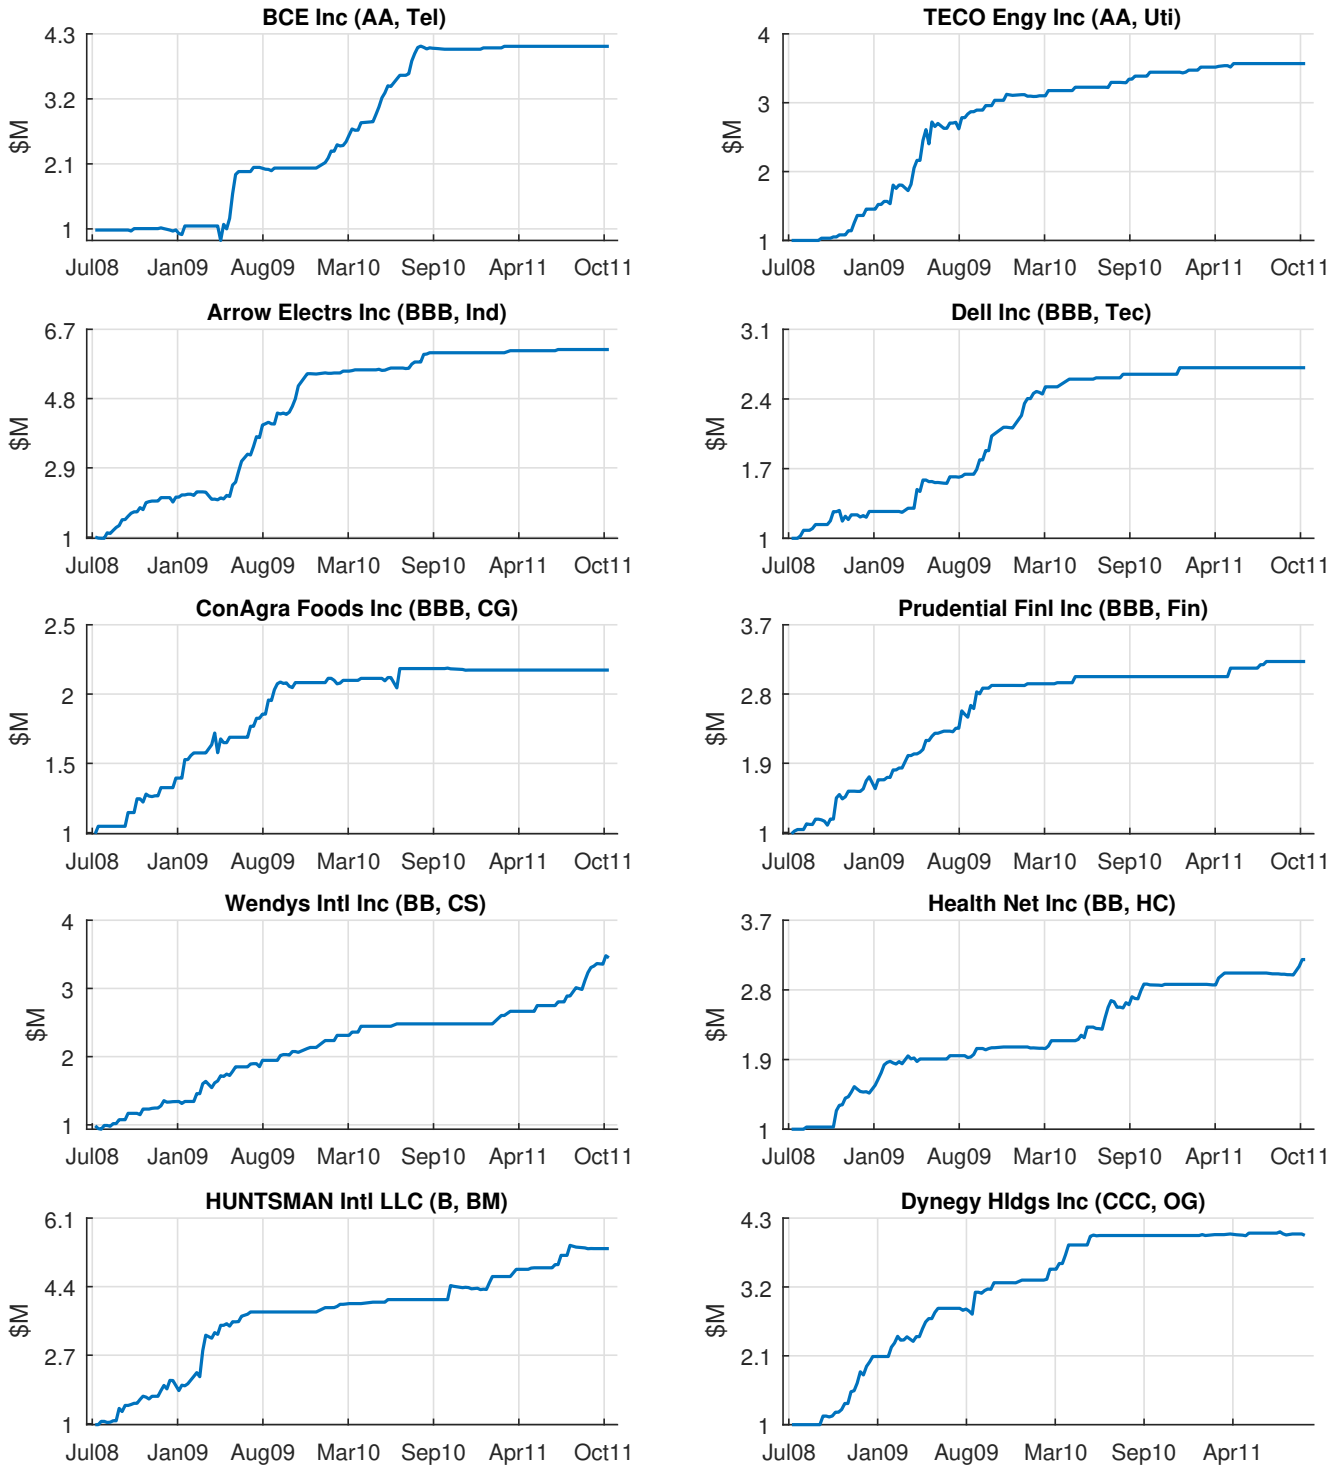 BCE Inc (AA, Tel)
4.3
3.2
2.1
1
$M
Jul08 Jan09 Aug09 Mar10 Sep10 Apr11 Oct11
TECO Engy Inc (AA, Uti)
4
3
2
1
$M
Jul08 Jan09 Aug09 Mar10 Sep10 Apr11 Oct11
Arrow Electrs Inc (BBB, Ind)
6.7
4.8
2.9
1
$M
Jul08 Jan09 Aug09 Mar10 Sep10 Apr11 Oct11
Dell Inc (BBB, Tec)
3.1
2.4
1.7
1
$M
Jul08 Jan09 Aug09 Mar10 Sep10 Apr11 Oct11
ConAgra Foods Inc (BBB, CG)
2.5
2
1.5
1
$M
Jul08 Jan09 Aug09 Mar10 Sep10 Apr11 Oct11
Prudential Finl Inc (BBB, Fin)
3.7
2.8
1.9
1
$M
Jul08 Jan09 Aug09 Mar10 Sep10 Apr11 Oct11
Wendys Intl Inc (BB, CS)
4
3
2
1
$M
Jul08 Jan09 Aug09 Mar10 Sep10 Apr11 Oct11
Health Net Inc (BB, HC)
3.7
2.8
1.9
1
$M
Jul08 Jan09 Aug09 Mar10 Sep10 Apr11 Oct11
HUNTSMAN Intl LLC (B, BM)
6.1
4.4
2.7
1
$M
Jul08 Jan09 Aug09 Mar10 Sep10 Apr11 Oct11
Dynegy Hldgs Inc (CCC, OG)
4.3
3.2
2.1
1
$M
Jul08 Jan09 Aug09 Mar10 Sep10 Apr11